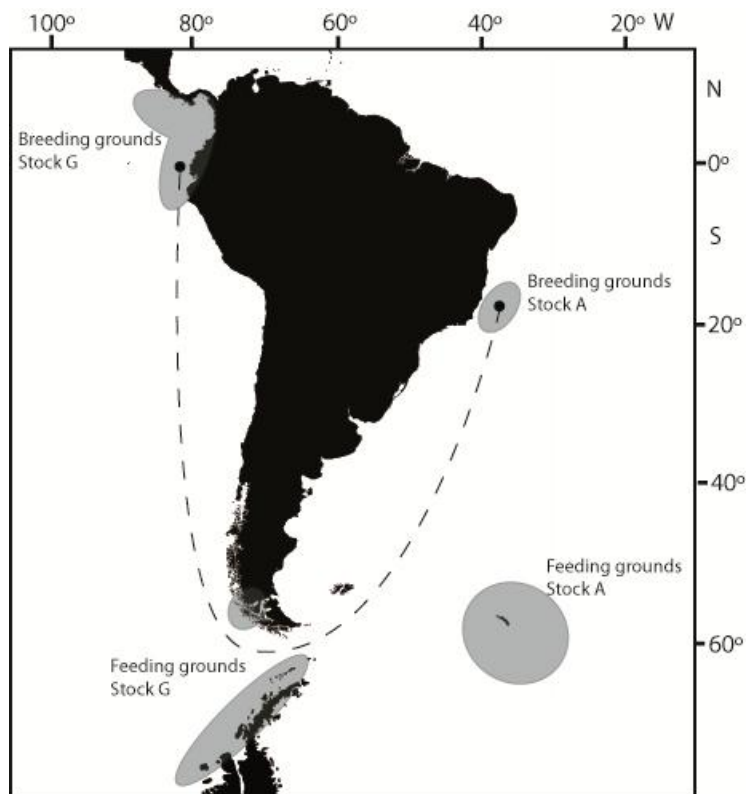 100º 80º 60º 40º 20º W
N
Breeding grounds
Stock G
0º
S
Breeding grounds
Stock A
20º
40º
Feeding grounds
Stock A
60º
Feeding grounds
Stock G